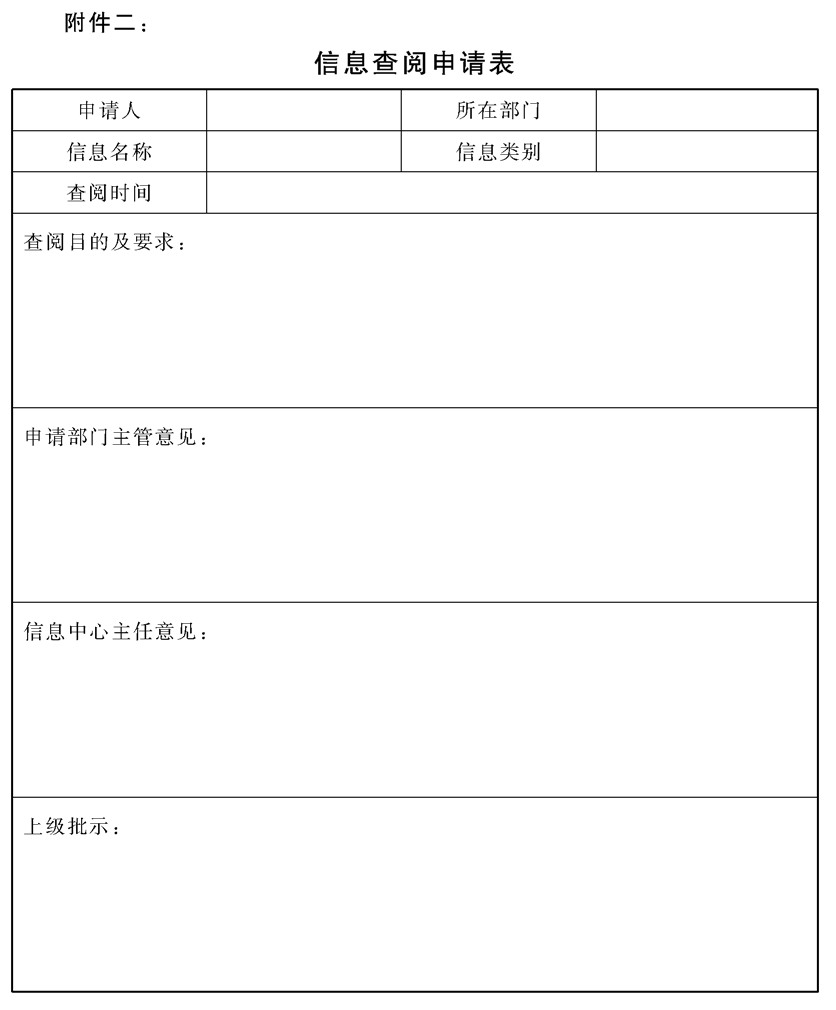 附件二：
信息查阅申请表
申请人 所在部门
信息名称 信息类别
查阅时间
查阅目的及要求：
申请部门主管意见：
信息中心主任意见：
上级批示：